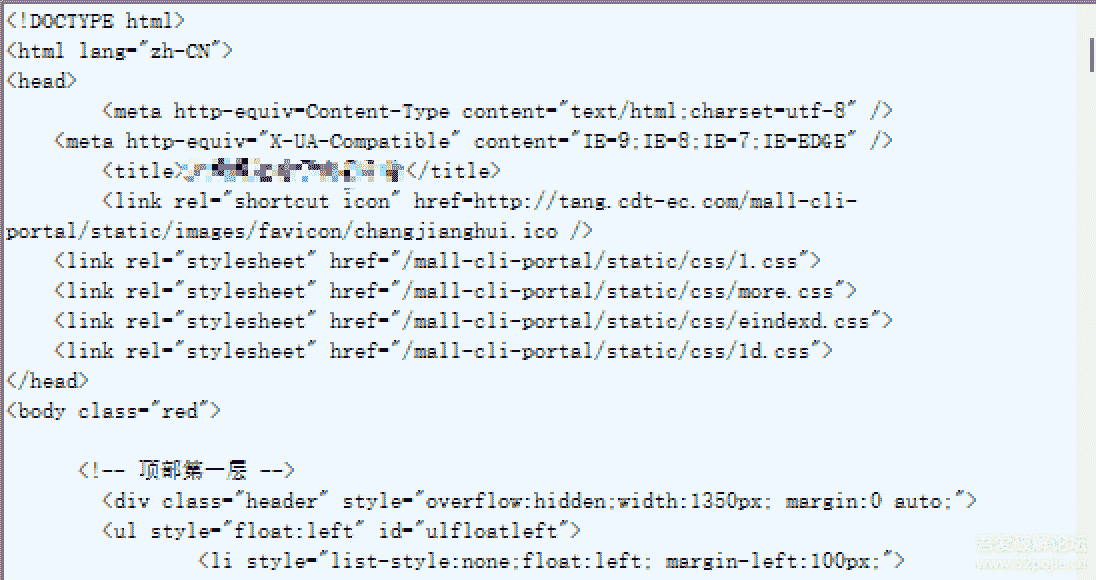 <!DOCTYPE html>
<html lang="zh-CN">
<head>
<meta http-equiv=Content-Type content="text/html;charset=utf-8" />
<meta http-equiv="X-UA-Compatible" content="IE=9;IE=8;IE=7;IE=EDGE" />
<title></title>
<link rel="shortcut icon" href=http://tang.cdt-ec.com/mall-cli-
portal/static/images/favicon/changjianghui.ico />
<link rel="stylesheet" href="/mall-cli-portal/static/css/1.css">
<link rel="stylesheet" href="/mall-cli-portal/static/css/more.css">
<link rel="stylesheet" href="/mall-cli-portal/static/css/eindexd.css">
<link rel="stylesheet" href="/mall-cli-portal/static/css/1d.css">
</head>
<body class="red">
<!-- 顶部第一层 -->
<div class="header" style="overflow:hidden;width:1350px; margin:0 auto;">
<ul style="float:left" id="ulfloatleft">
<li style="list-style:none;float:left; margin-left:100px;">